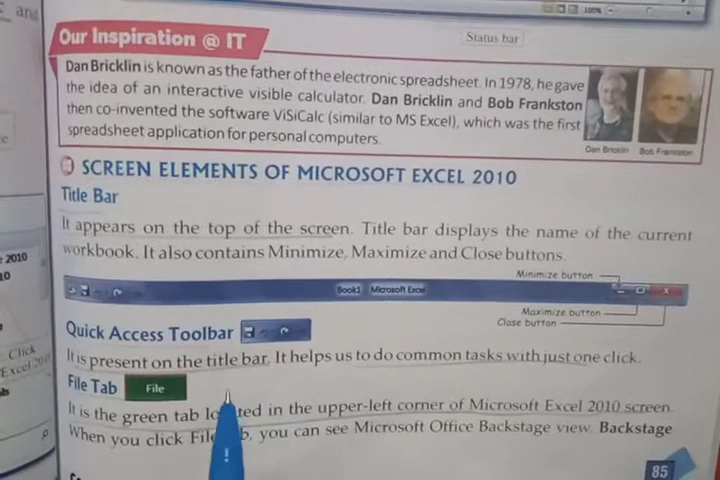 and
100%
Our Inspiration @ IT
Status bar
Dan Bricklin is known as the father of the electronic spreadsheet. In 1978, he gave
the idea of an interactive visible calculator. Dan Bricklin and Bob Frankston
then co-invented the software ViSiCalc (similar to MS Excel), which was the first
spreadsheet application for personal computers.
Dan Bricklin Bob Frankston
SCREEN ELEMENTS OF MICROSOFT EXCEL 2010
Title Bar
It appears on the top of the screen. Title bar displays the name of the current
workbook. It also contains Minimize, Maximize and Close buttons.
2010
Minimize button
Book1 Microsoft Excel
Maximize button
Close button
Quick Access Toolbar
Click
It is present on the title bar. It helps us to do common tasks with just one click.
Excel 20
File Tab File
It is the green tab located in the upper-left corner of Microsoft Excel 2010 screen.
When you click File, you can see Microsoft Office Backstage view. Backstage
85